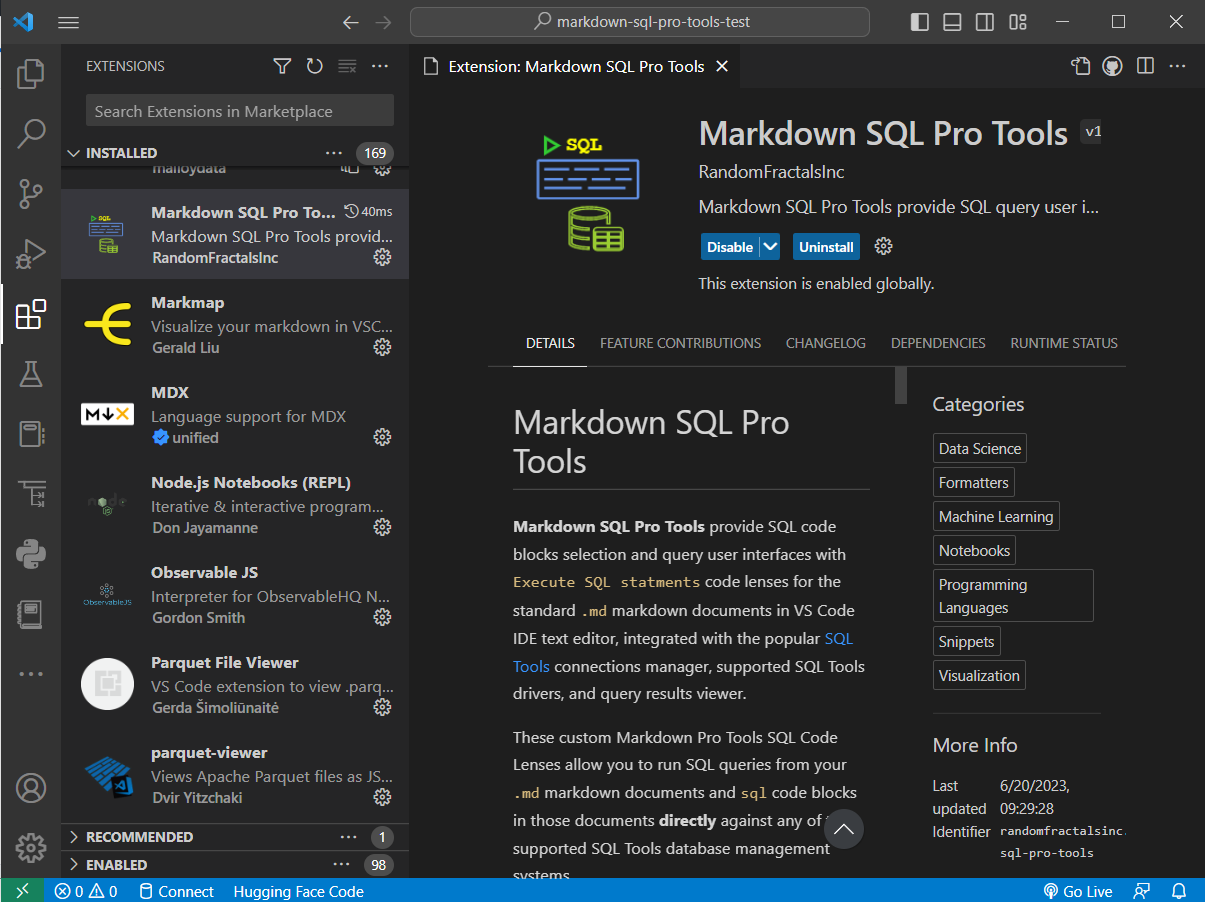 markdown-sql-pro-tools-test
EXTENSIONS
Search Extensions in Marketplace
INSTALLED
169
malloydata
Markdown SQL Pro To... 40ms
Markdown SQL Pro Tools provid...
RandomFractalsInc
Markmap
Visualize your markdown in VSC...
Gerald Liu
M↓X
MDX
Language support for MDX
unified
node
Node.js Notebooks (REPL)
Iterative & interactive program...
Don Jayamanne
ObservableJS
Observable JS
Interpreter for ObservableHQ N...
Gordon Smith
Parquet File Viewer
VS Code extension to view .parq...
Gerda Šimoliūnaitė
parquet-viewer
Views Apache Parquet files as JS...
Dvir Yitzchaki
RECOMMENDED
1
ENABLED
98
Extension: Markdown SQL Pro Tools
SQL
Markdown SQL Pro Tools v1
RandomFractalsInc
Markdown SQL Pro Tools provide SQL query user i...
Disable
Uninstall
This extension is enabled globally.
DETAILS FEATURE CONTRIBUTIONS CHANGELOG DEPENDENCIES RUNTIME STATUS
Markdown SQL Pro
Tools
Markdown SQL Pro Tools provide SQL code
blocks selection and query user interfaces with
Execute SQL statments code lenses for the
standard .md markdown documents in VS Code
IDE text editor, integrated with the popular SQL
Tools connections manager, supported SQL Tools
drivers, and query results viewer.
These custom Markdown Pro Tools SQL Code
Lenses allow you to run SQL queries from your
.md markdown documents and sql code blocks
in those documents directly against any of
supported SQL Tools database management
systems
Categories
Data Science
Formatters
Machine Learning
Notebooks
Programming
Languages
Snippets
Visualization
More Info
Last updated 6/20/2023, 09:29:28
Identifier randomfractalsinc.
sql-pro-tools
0 0 Connect Hugging Face Code
Go Live